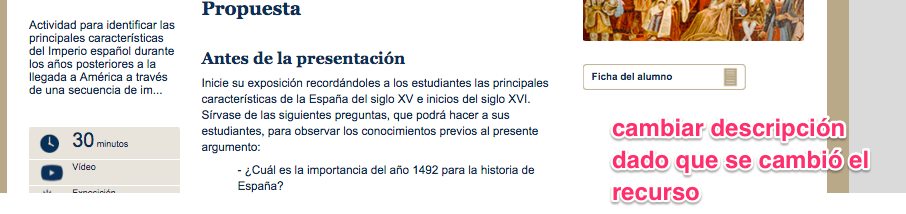 Actividad para identificar las
principales características
del Imperio español durante
los años posteriores a la
llegada a América a través
de una secuencia de im...
30 minutos
Vídeo
Exposición
Propuesta
Antes de la presentación
Inicie su exposición recordándoles a los estudiantes las principales
características de la España del siglo XV e inicios del siglo XVI.
Sírvase de las siguientes preguntas, que podrá hacer a sus
estudiantes, para observar los conocimientos previos al presente
argumento:
- ¿Cuál es la importancia del año 1492 para la historia de
España?
Ficha del alumno
cambiar descripción
dado que se cambió el
recurso